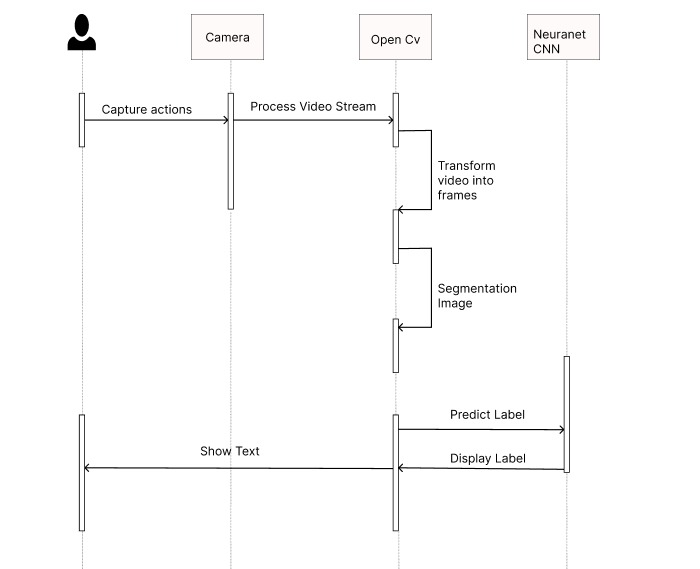 Camera
Open Cv
Neuranet
CNN
Capture actions
Process Video Stream
Transform
video into
frames
Segmentation
Image
Predict Label
Show Text
Display Label